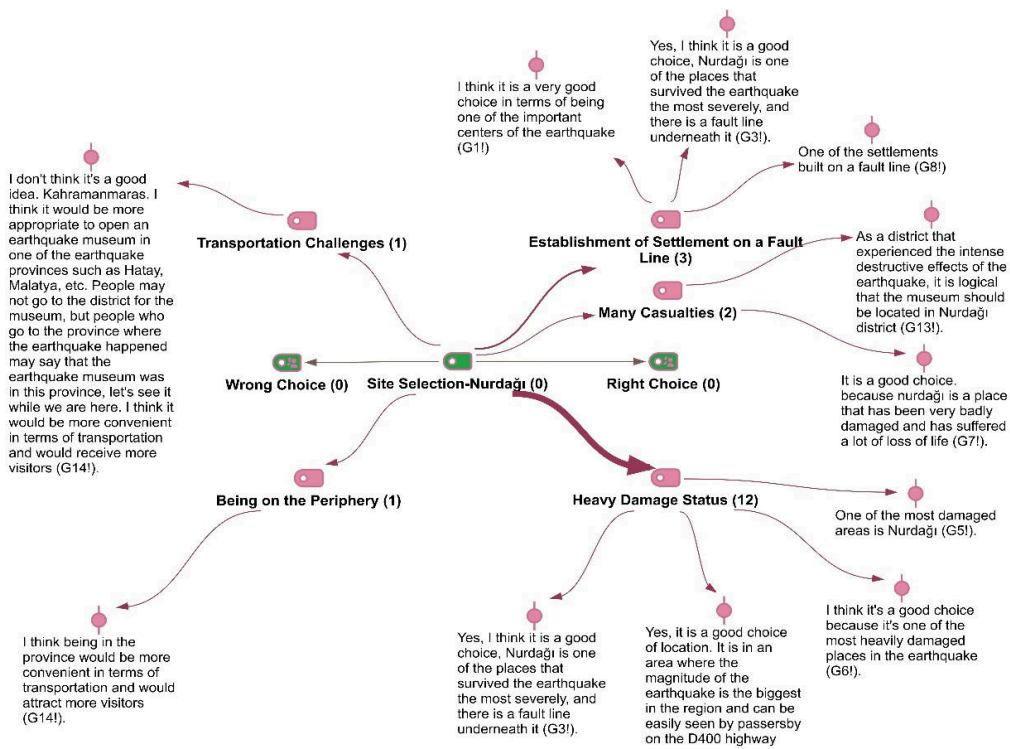 Yes, I think it is a good
choice, Nurdağı is one
of the places that
survived the earthquake
the most severely, and
there is a fault line
underneath it (G3!).
I think it is a very good
choice in terms of being
one of the important
centers of the earthquake
(G1!)
One of the settlements
built on a fault line (G8!)
I don't think it's a good
idea. Kahramanmaras. I
think it would be more
appropriate to open an
earthquake museum in
one of the earthquake
provinces such as Hatay,
Malatya, etc. People may
not go to the district for the
museum, but people who
go to the province where
the earthquake happened
may say that the
earthquake museum was
in this province, let's see it
while we are here. I think it
would be more convenient
in terms of transportation
and would receive more
visitors (G14!).
Transportation Challenges (1)
Establishment of Settlement on a Fault
Line (3)
As a district that
experienced the intense
destructive effects of the
earthquake, it is logical
that the museum should
be located in Nurdağı
district (G13!).
Many Casualties (2)
Wrong Choice (0)
Site Selection-Nurdağı (0)
Right Choice (0)
It is a good choice.
because nurdağı is a place
that has been very badly
damaged and has suffered
a lot of loss of life (G7!).
Being on the Periphery (1)
Heavy Damage Status (12)
One of the most damaged
areas is Nurdağı (G5!).
I think it's a good choice
because it's one of the
most heavily damaged
places in the earthquake
(G6!).
I think being in the
province would be more
convenient in terms of
transportation and would
attract more visitors
(G14!).
Yes, I think it is a good
choice, Nurdağı is one
of the places that
survived the earthquake
the most severely, and
there is a fault line
underneath it (G3!).
Yes, it is a good choice
of location. It is in an
area where the
magnitude of the
earthquake is the biggest
in the region and can be
easily seen by passersby
on the D400 highway